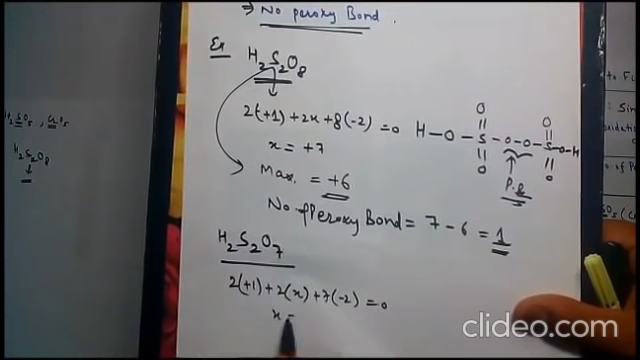 ⇒ No peroxy Bond.
Ex H2S2O8
2(+1)+2x+8(-2)=0
x = +7
Max. = +6
O O
H-O-S-O-O-S-O-H
O O
P.B
No. of Peroxy Bond = 7-6 = 1
H2S2O7
2(+1)+2(x)+7(-2)=0
x =
H2S2O8
clideo.com